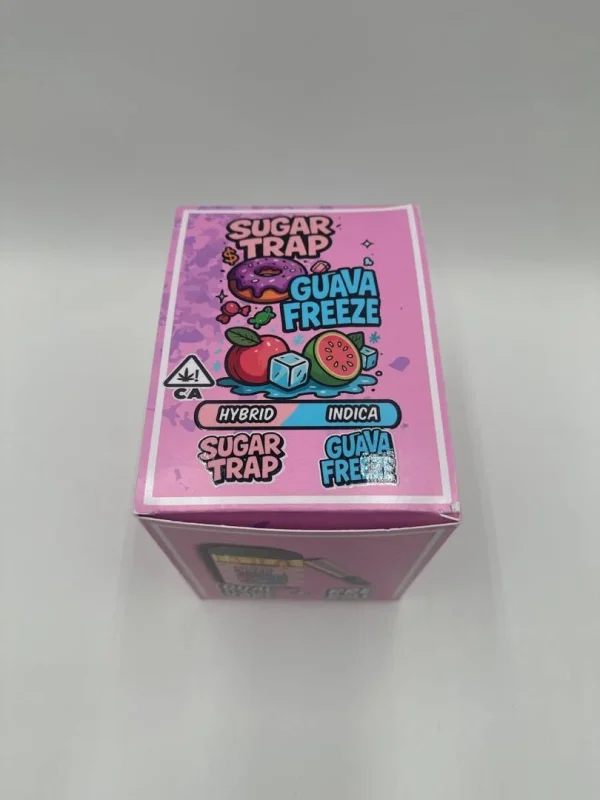 SUGAR
TRAP
$
GUAVA
FREEZE
!
CA
HYBRID INDICA
SUGAR
TRAP
GUAVA
FREEZE